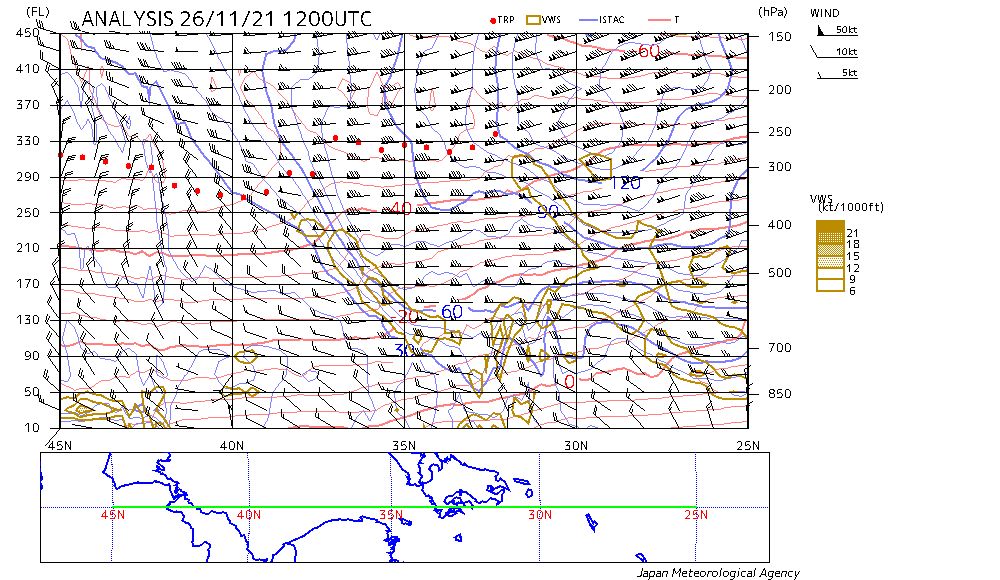 (FL) ANALYSIS 26/11/21 1200UTC TRP VWS ISTAC T (hPa) WIND
450 60 150 50kt
410 10kt
370 200 5kt
330 250
290 120 300
250 40 90 400 VWS (kt/1000ft)
210 500 21
170 18
130 20 60 15
90 30 700 12
50 0 850 9
10 6
45N 40N 35N 30N 25N
45N 40N 35N 30N 25N
Japan Meteorological Agency